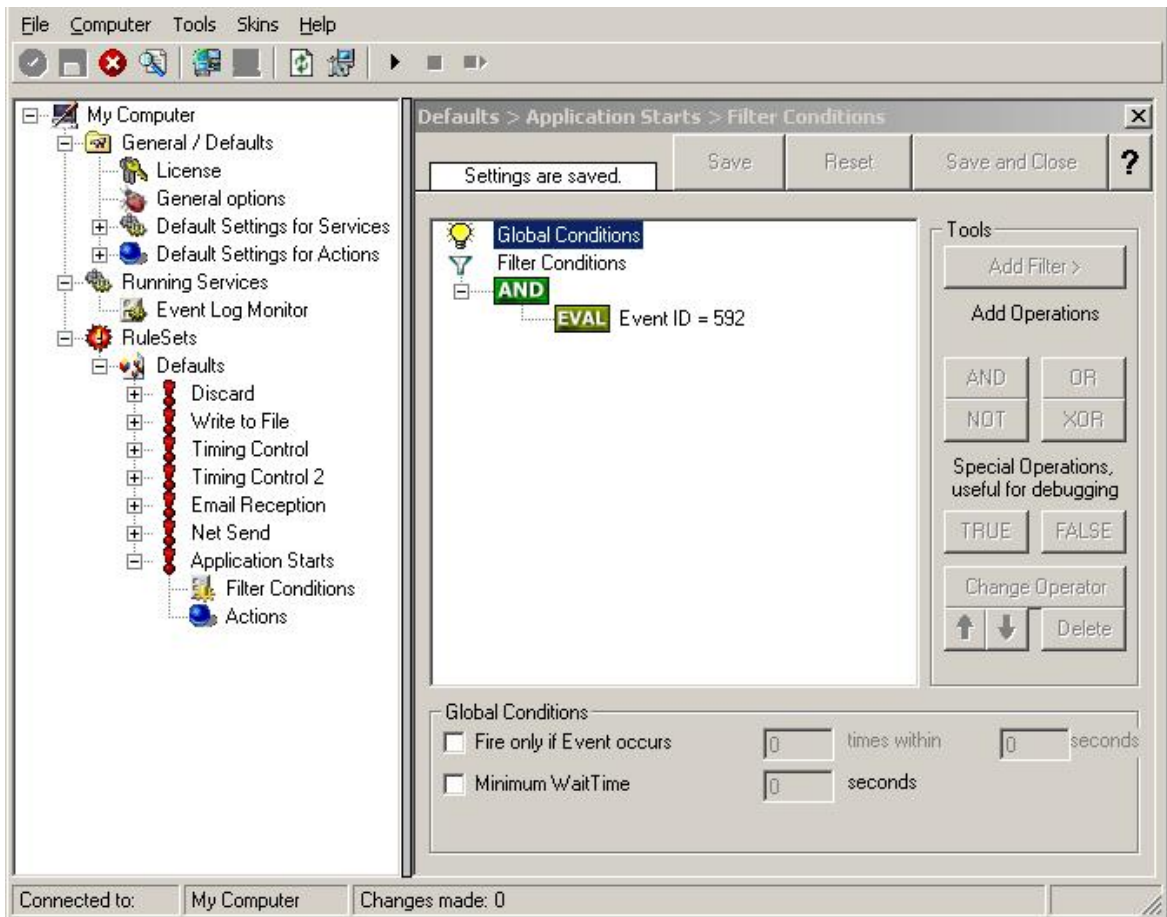 File Computer Tools Skins Help
My Computer
General / Defaults
License
General options
Default Settings for Services
Default Settings for Actions
Running Services
Event Log Monitor
RuleSets
Defaults
Discard
Write to File
Timing Control
Timing Control 2
Email Reception
Net Send
Application Starts
Filter Conditions
Actions
Defaults > Application Starts > Filter Conditions
Settings are saved.
Save
Reset
Save and Close
?
Global Conditions
Filter Conditions
AND
EVAL Event ID = 592
Tools
Add Filter >
Add Operations
AND OR
NOT XOR
Special Operations,
useful for debugging
TRUE FALSE
Change Operator
Delete
Global Conditions
Fire only if Event occurs 0 times within 0 seconds
Minimum WaitTime 0 seconds
Connected to: My Computer Changes made: 0